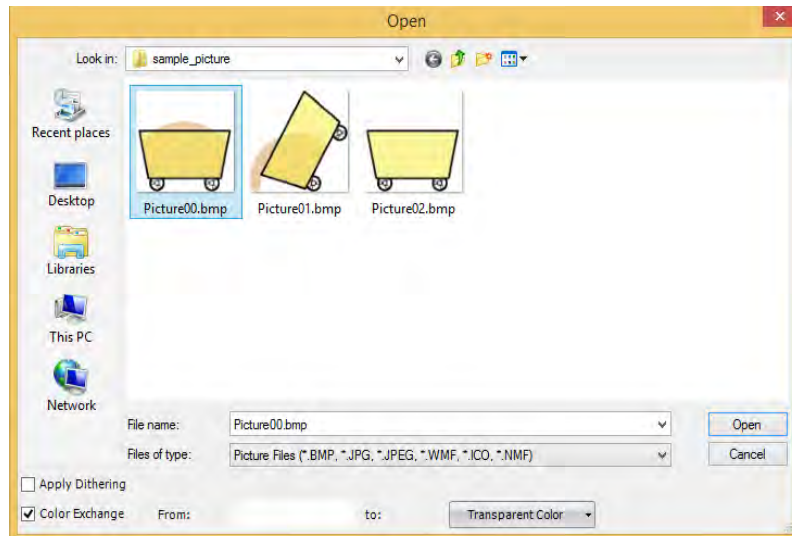 Open
Look in: sample_picture
Recent places
Desktop
Libraries
This PC
Network
Picture00.bmp Picture01.bmp Picture02.bmp
File name: Picture00.bmp Open
Files of type: Picture Files (*.BMP, *.JPG, *.JPEG, *.WMF, *.ICO, *.NMF) Cancel
Apply Dithering
Color Exchange From: to: Transparent Color